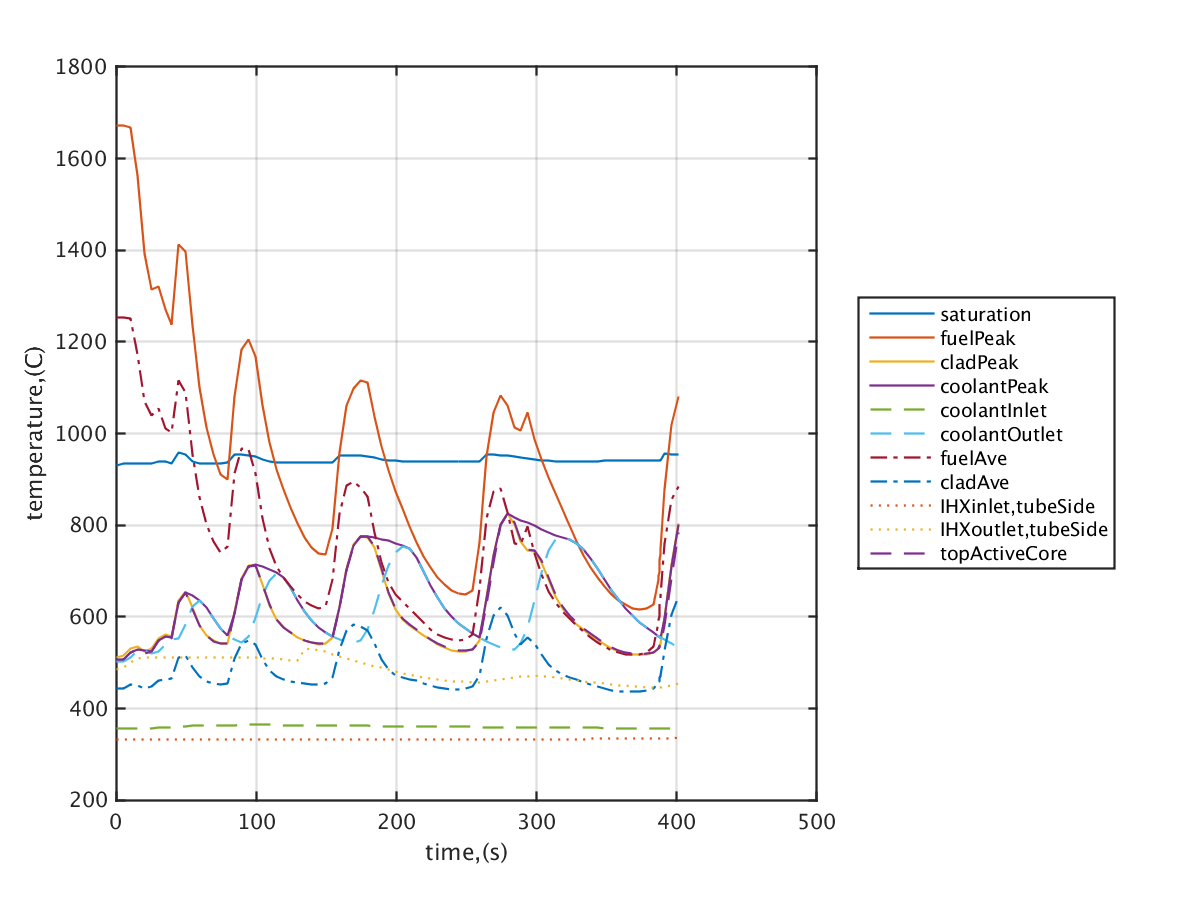 1800
1600
1400
1200
1000
800
600
400
200
temperature,(C)
0 100 200 300 400 500
time,(s)
saturation
fuelPeak
cladPeak
coolantPeak
coolantInlet
coolantOutlet
fuelAve
cladAve
IHXinlet,tubeSide
IHXoutlet,tubeSide
topActiveCore